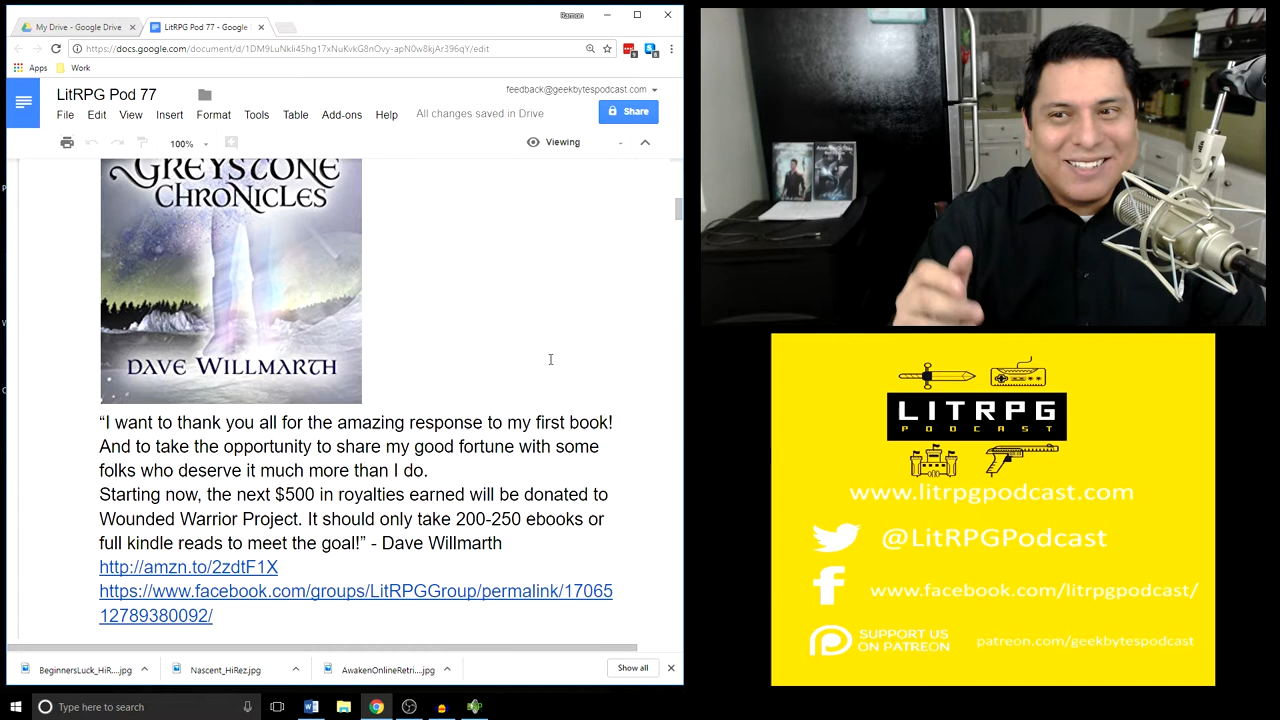 Ramon
My Drive - Google Drive
LitRPG Pod 77 - Google
https://docs.google.com/document/d/1DM9LuNkli45hg17xNuKvkG8nOvy-apN0w8kjAr396qY/edit
Apps
Work
LitRPG Pod 77
feedback@geekbytespodcast.com
File Edit View Insert Format Tools Table Add-ons Help All changes saved in Drive
Share
100%
Viewing
GREYSTONE
CHRONICLES
DAVE WILLMARTH
“I want to thank you all for the amazing response to my first book!
And to take the opportunity to share my good fortune with some
folks who deserve it much more than I do.
Starting now, the next $500 in royalties earned will be donated to
Wounded Warrior Project. It should only take 200-250 ebooks or
full kindle reads to meet the goal!” - Dave Willmarth
http://amzn.to/2zdtF1X
https://www.facebook.com/groups/LitRPGGroup/permalink/17065
12789380092/
BeginnersLuck_HiR....jpg
Nascent_HiRez.jpg
AwakenOnlineRetri....jpg
Show all
Type here to search
LITRPG
PODCAST
www.litrpgpodcast.com
@LitRPGPodcast
www.facebook.com/litrpgpodcast/
SUPPORT US
ON PATREON
patreon.com/geekbytespodcast